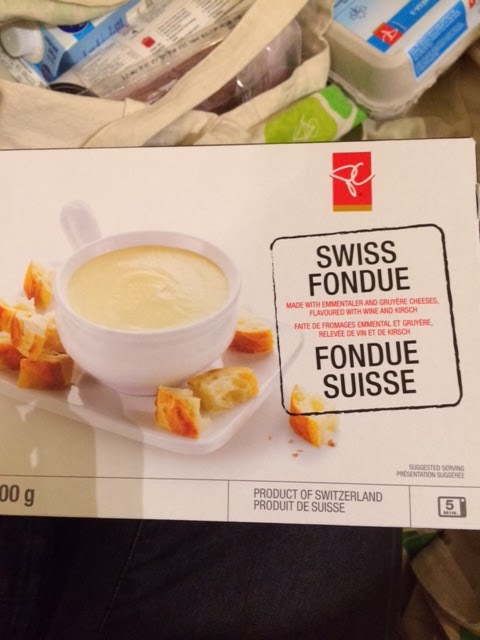 SWISS
FONDUE
MADE WITH EMMENTALER AND GRUYÈRE CHEESES,
FLAVOURED WITH WINE AND KIRSCH
FAITE DE FROMAGES EMMENTAL ET GRUYÈRE,
RELEVÉE DE VIN ET DE KIRSCH
FONDUE
SUISSE
SUGGESTED SERVING
PRÉSENTATION SUGGÉRÉE
00 g
PRODUCT OF SWITZERLAND
PRODUIT DE SUISSE
5
MIN.